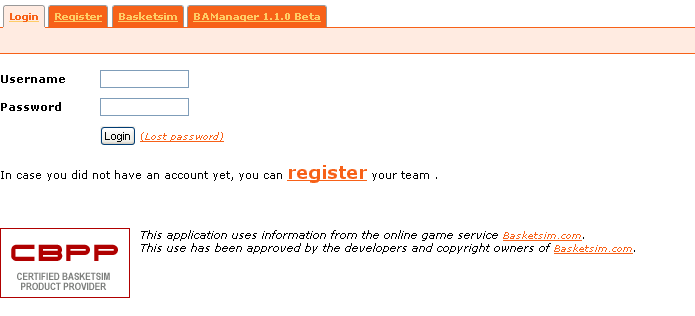 Login Register Basketsim BAManager 1.1.0 Beta
Username
Password
Login (Lost password)
In case you did not have an account yet, you can register your team .
CBPP
CERTIFIED BASKETSIM
PRODUCT PROVIDER
This application uses information from the online game service Basketsim.com.
This use has been approved by the developers and copyright owners of Basketsim.com.